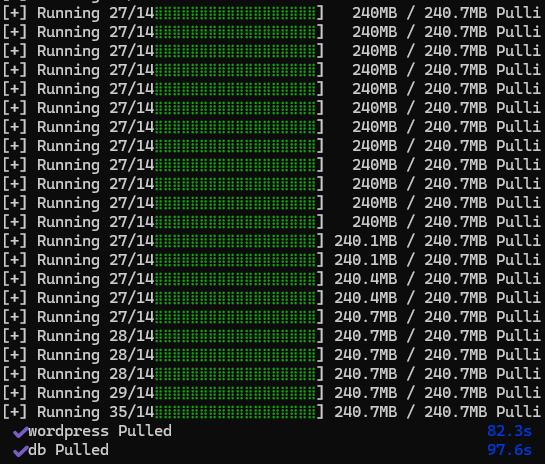 [+] Running 27/14⣿⣿⣿⣿⣿⣿⣿⣿⣿⣿⣿⣿⣿⣿⣿⣿⣿⣿] 240MB / 240.7MB Pulli
[+] Running 27/14⣿⣿⣿⣿⣿⣿⣿⣿⣿⣿⣿⣿⣿⣿⣿⣿⣿⣿] 240MB / 240.7MB Pulli
[+] Running 27/14⣿⣿⣿⣿⣿⣿⣿⣿⣿⣿⣿⣿⣿⣿⣿⣿⣿⣿] 240MB / 240.7MB Pulli
[+] Running 27/14⣿⣿⣿⣿⣿⣿⣿⣿⣿⣿⣿⣿⣿⣿⣿⣿⣿⣿] 240MB / 240.7MB Pulli
[+] Running 27/14⣿⣿⣿⣿⣿⣿⣿⣿⣿⣿⣿⣿⣿⣿⣿⣿⣿⣿] 240MB / 240.7MB Pulli
[+] Running 27/14⣿⣿⣿⣿⣿⣿⣿⣿⣿⣿⣿⣿⣿⣿⣿⣿⣿⣿] 240MB / 240.7MB Pulli
[+] Running 27/14⣿⣿⣿⣿⣿⣿⣿⣿⣿⣿⣿⣿⣿⣿⣿⣿⣿⣿] 240MB / 240.7MB Pulli
[+] Running 27/14⣿⣿⣿⣿⣿⣿⣿⣿⣿⣿⣿⣿⣿⣿⣿⣿⣿⣿] 240MB / 240.7MB Pulli
[+] Running 27/14⣿⣿⣿⣿⣿⣿⣿⣿⣿⣿⣿⣿⣿⣿⣿⣿⣿⣿] 240MB / 240.7MB Pulli
[+] Running 27/14⣿⣿⣿⣿⣿⣿⣿⣿⣿⣿⣿⣿⣿⣿⣿⣿⣿⣿] 240MB / 240.7MB Pulli
[+] Running 27/14⣿⣿⣿⣿⣿⣿⣿⣿⣿⣿⣿⣿⣿⣿⣿⣿⣿⣿] 240MB / 240.7MB Pulli
[+] Running 27/14⣿⣿⣿⣿⣿⣿⣿⣿⣿⣿⣿⣿⣿⣿⣿⣿⣿⣿] 240MB / 240.7MB Pulli
[+] Running 27/14⣿⣿⣿⣿⣿⣿⣿⣿⣿⣿⣿⣿⣿⣿⣿⣿⣿⣿] 240.1MB / 240.7MB Pulli
[+] Running 27/14⣿⣿⣿⣿⣿⣿⣿⣿⣿⣿⣿⣿⣿⣿⣿⣿⣿⣿] 240.1MB / 240.7MB Pulli
[+] Running 27/14⣿⣿⣿⣿⣿⣿⣿⣿⣿⣿⣿⣿⣿⣿⣿⣿⣿⣿] 240.4MB / 240.7MB Pulli
[+] Running 27/14⣿⣿⣿⣿⣿⣿⣿⣿⣿⣿⣿⣿⣿⣿⣿⣿⣿⣿] 240.4MB / 240.7MB Pulli
[+] Running 27/14⣿⣿⣿⣿⣿⣿⣿⣿⣿⣿⣿⣿⣿⣿⣿⣿⣿⣿] 240.7MB / 240.7MB Pulli
[+] Running 28/14⣿⣿⣿⣿⣿⣿⣿⣿⣿⣿⣿⣿⣿⣿⣿⣿⣿⣿] 240.7MB / 240.7MB Pulli
[+] Running 28/14⣿⣿⣿⣿⣿⣿⣿⣿⣿⣿⣿⣿⣿⣿⣿⣿⣿⣿] 240.7MB / 240.7MB Pulli
[+] Running 28/14⣿⣿⣿⣿⣿⣿⣿⣿⣿⣿⣿⣿⣿⣿⣿⣿⣿⣿] 240.7MB / 240.7MB Pulli
[+] Running 29/14⣿⣿⣿⣿⣿⣿⣿⣿⣿⣿⣿⣿⣿⣿⣿⣿⣿⣿] 240.7MB / 240.7MB Pulli
[+] Running 35/14⣿⣿⣿⣿⣿⣿⣿⣿⣿⣿⣿⣿⣿⣿⣿⣿⣿⣿] 240.7MB / 240.7MB Pulli
✔wordpress Pulled 82.3s
✔db Pulled 97.6s